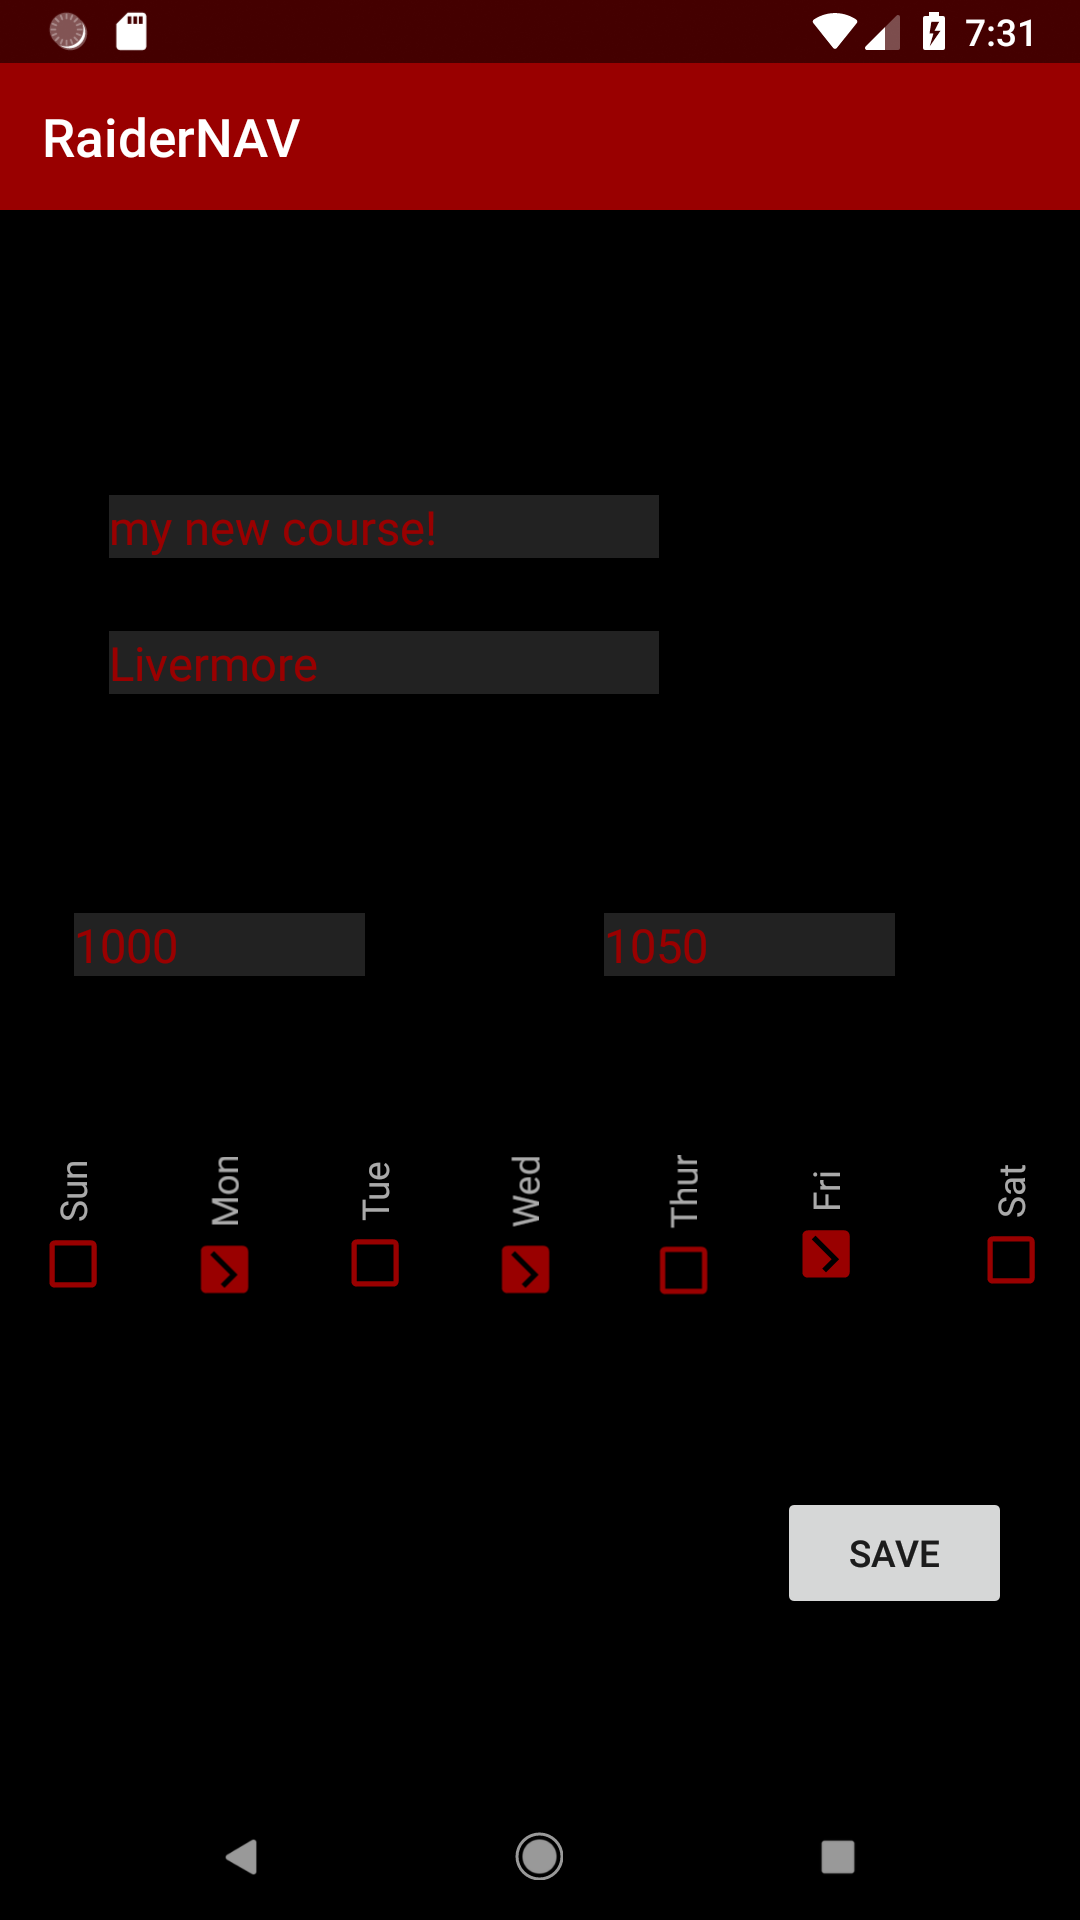 7:31
RaiderNAV
my new course!
Livermore
1000 1050
Sun Mon Tue Wed Thur Fri Sat
SAVE